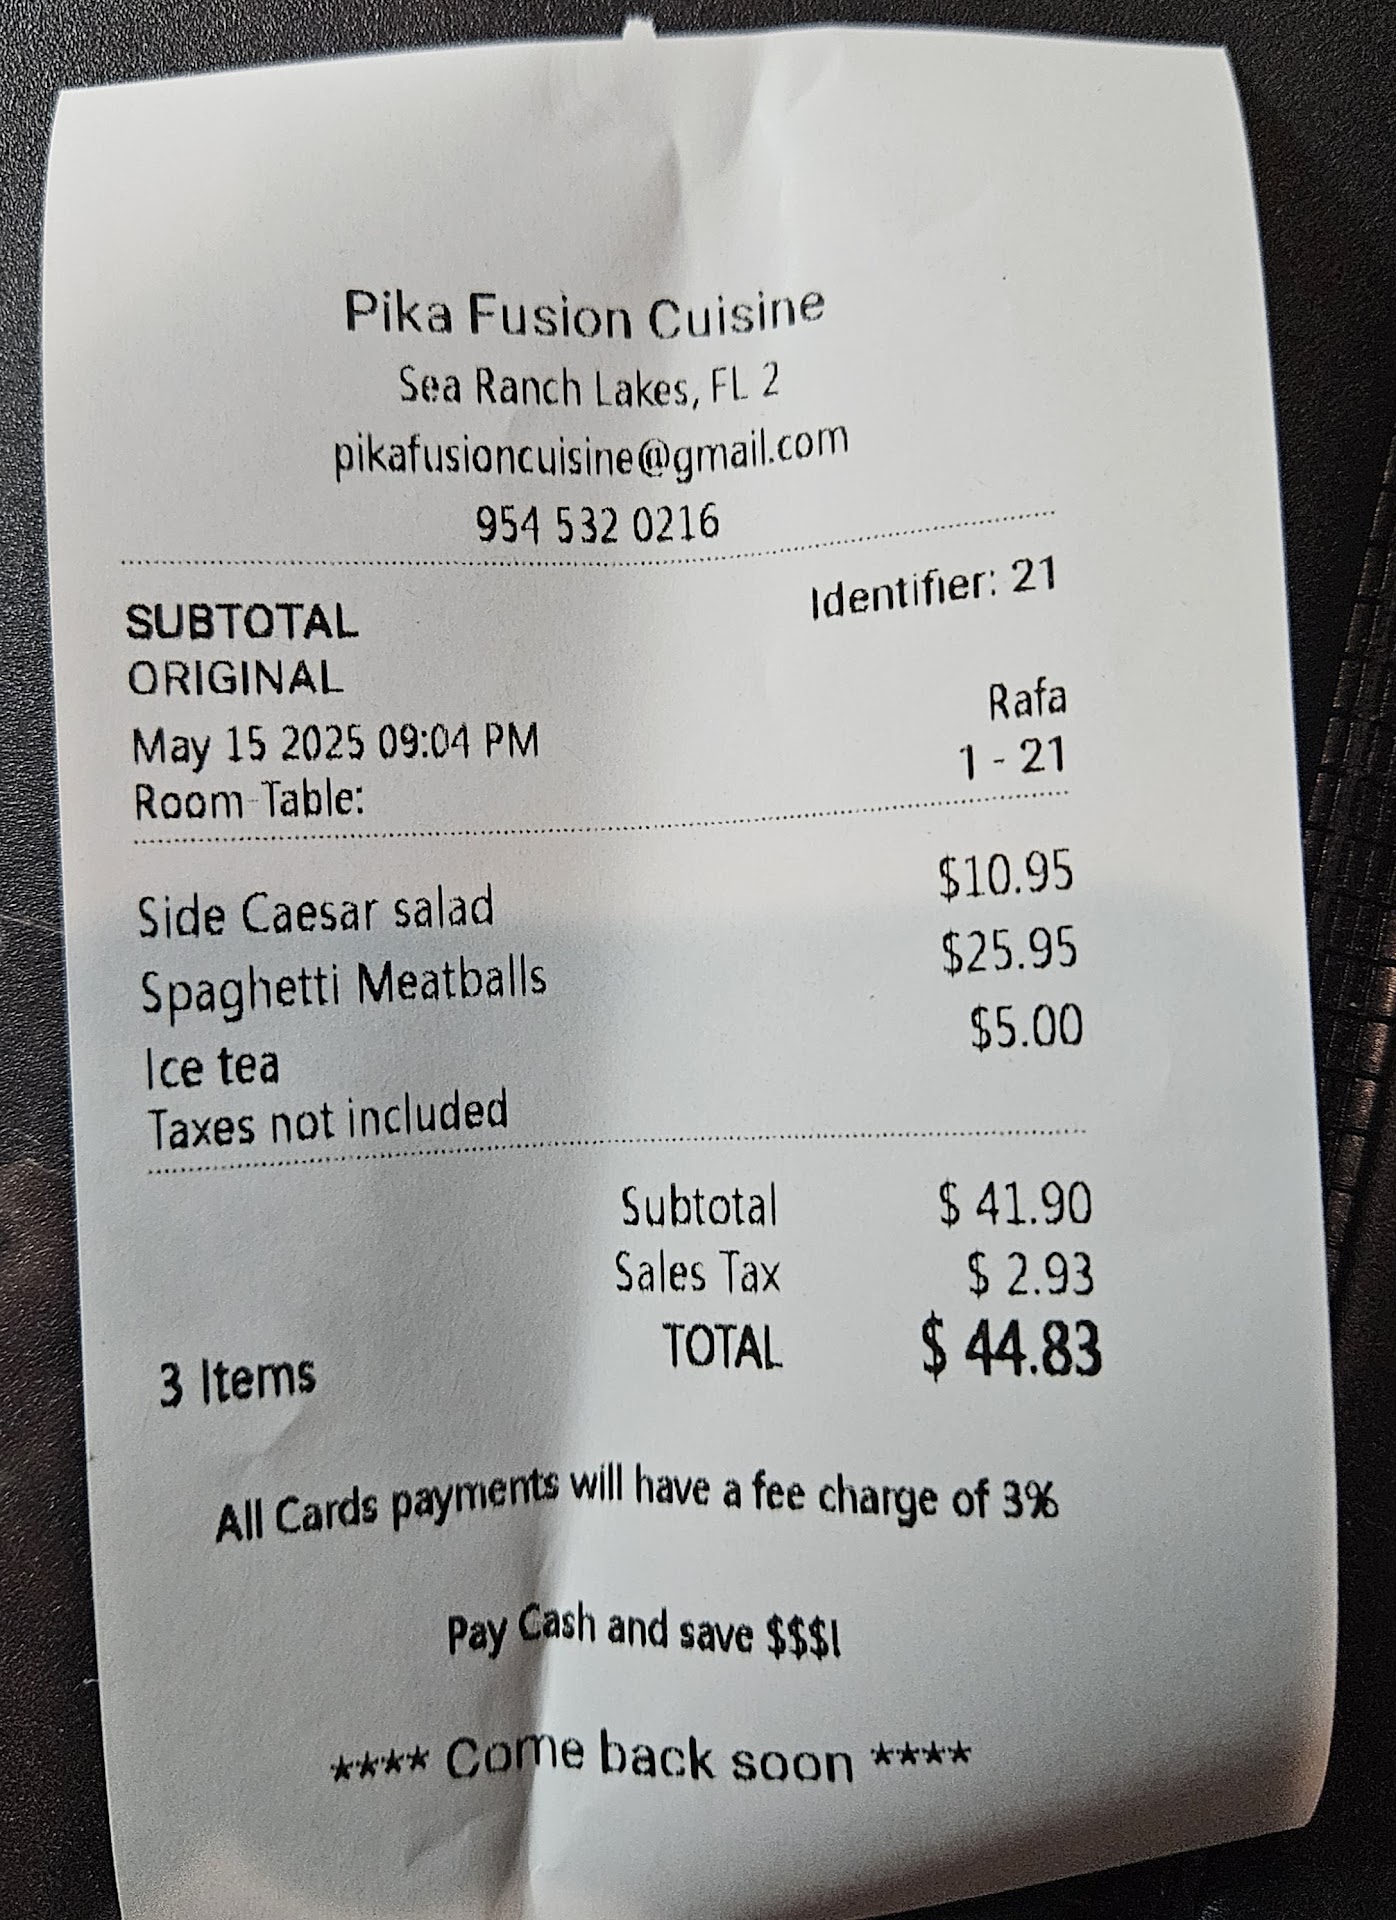 Pika Fusion Cuisine
Sea Ranch Lakes, FL 2
pikafusioncuisine@gmail.com
954 532 0216
SUBTOTAL Identifier: 21
ORIGINAL
May 15 2025 09:04 PM Rafa
Room-Table: 1 - 21
Side Caesar salad $10.95
Spaghetti Meatballs $25.95
Ice tea $5.00
Taxes not included
Subtotal $ 41.90
Sales Tax $ 2.93
3 Items TOTAL $ 44.83
All Cards payments will have a fee charge of 3%
Pay Cash and save $$$!
**** Come back soon ****